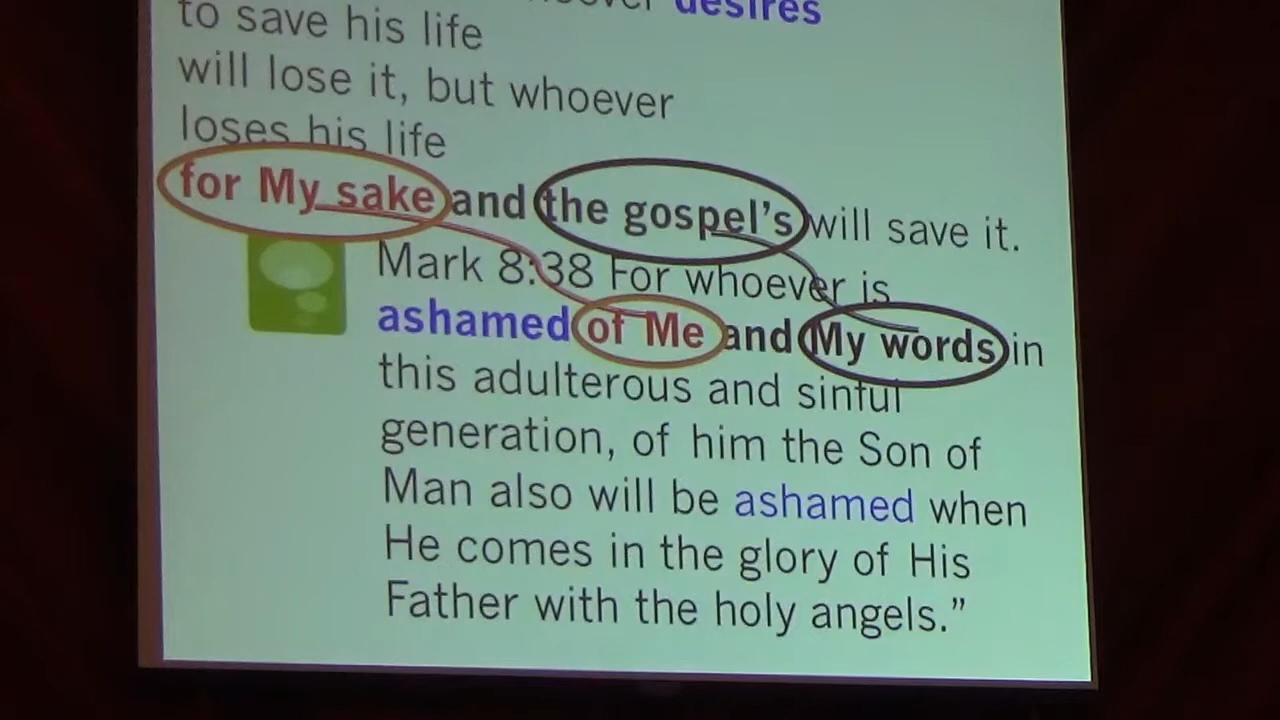 desires
to save his life
will lose it, but whoever
loses his life
for My sake and the gospel's will save it.
Mark 8:38 For whoever is
ashamed of Me and My words in
this adulterous and sinful
generation, of him the Son of
Man also will be ashamed when
He comes in the glory of His
Father with the holy angels.”